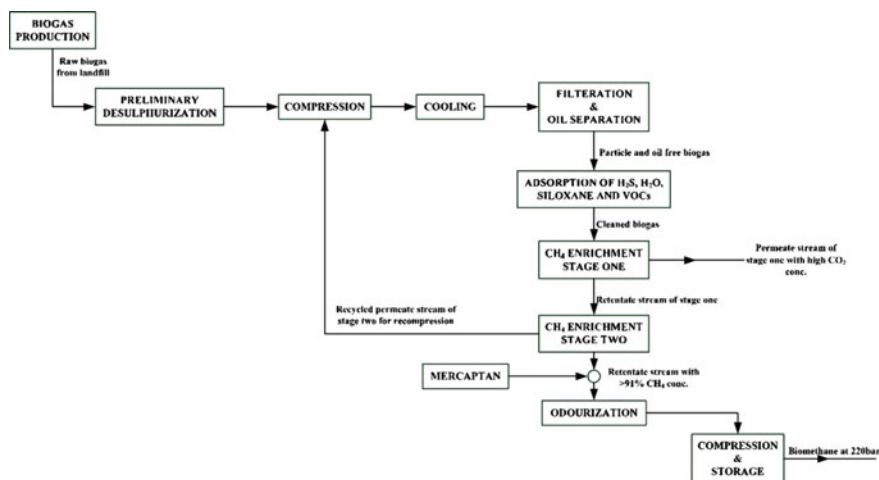 BIOGAS
PRODUCTION
Raw biogas
from landfill
PRELIMINARY
DESULPHURIZATION
COMPRESSION
COOLING
FILTERATION
&
OIL SEPARATION
Particle and oil free biogas
ADSORPTION OF H₂S, H₂O,
SILOXANE AND VOCs
Cleaned biogas
CH₄ ENRICHMENT
STAGE ONE
Permeate stream of
stage one with high CO₂
conc.
Retentate stream of stage one
Recycled permeate stream of
stage two for recompression
CH₄ ENRICHMENT
STAGE TWO
MERCAPTAN
Retentate stream with
>91% CH₄ conc.
ODOURIZATION
COMPRESSION
&
STORAGE
Biomethane at 220bar